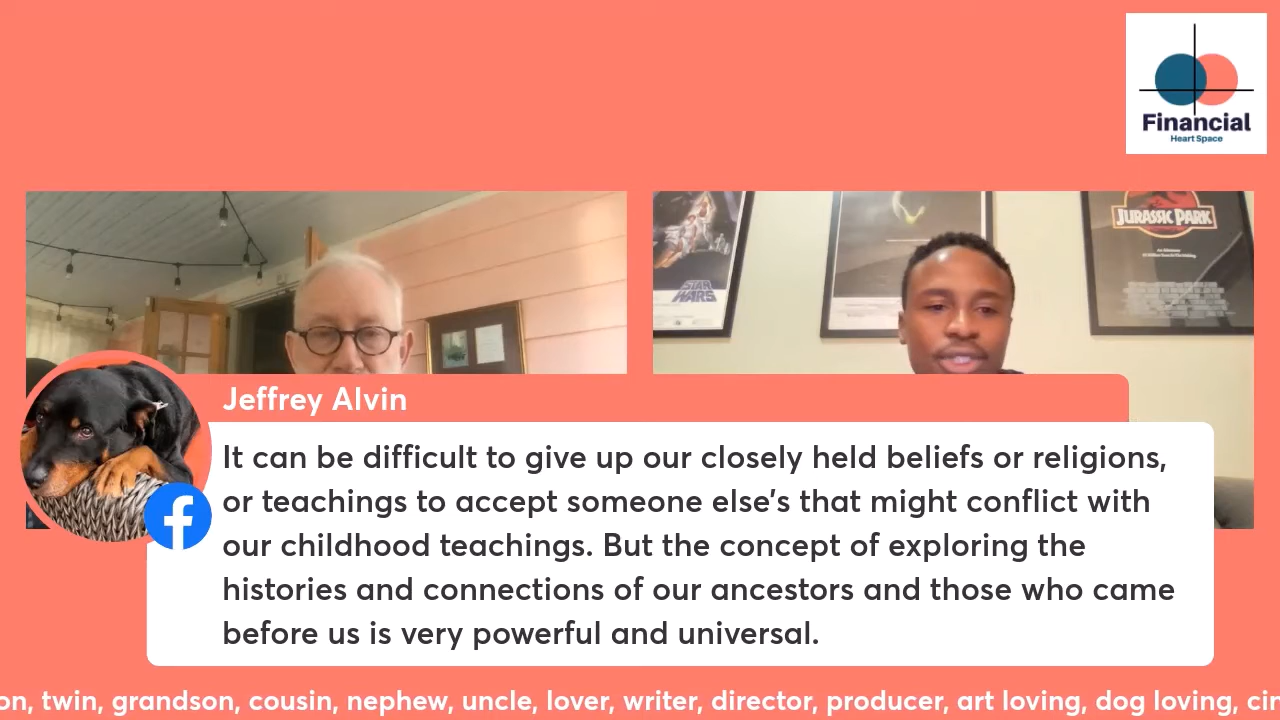 Financial
Heart Space
STAR
WARS
JURASSIC PARK
Jeffrey Alvin
It can be difficult to give up our closely held beliefs or religions,
or teachings to accept someone else's that might conflict with
our childhood teachings. But the concept of exploring the
histories and connections of our ancestors and those who came
before us is very powerful and universal.
on, twin, grandson, cousin, nephew, uncle, lover, writer, director, producer, art loving, dog loving, cin